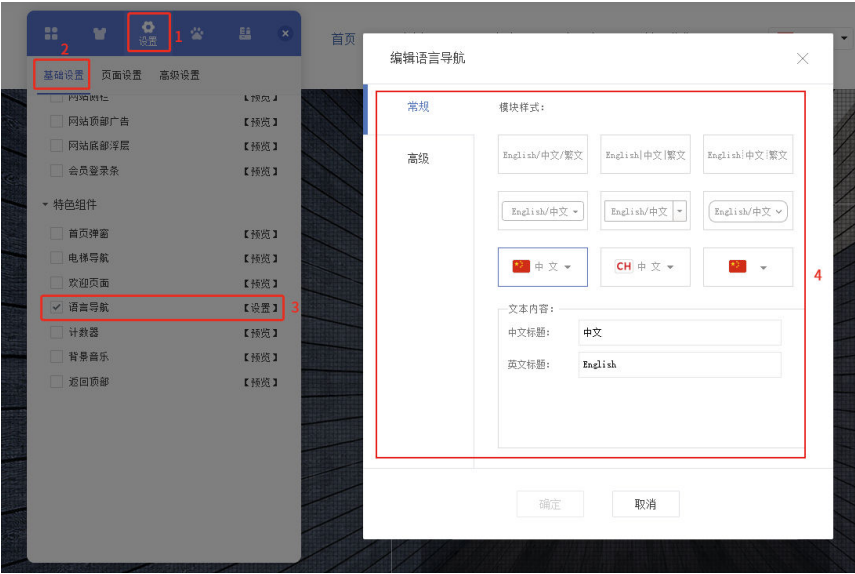 首页
设置 1
2
基础设置 页面设置 高级设置
网站侧栏 【预览】
网站顶部广告 【预览】
网站底部浮层 【预览】
会员登录条 【预览】
特色组件
首页弹窗 【预览】
电梯导航 【预览】
欢迎页面 【预览】
语言导航 【设置】 3
计数器 【预览】
背景音乐 【预览】
返回顶部 【预览】
编辑语言导航
常规
高级
模块样式:
English/中文/繁文 English|中文|繁文 English|中文|繁文
English/中文 English/中文 English/中文
中 文 CH 中 文
4
文本内容:
中文标题: 中文
英文标题: English
确定 取消